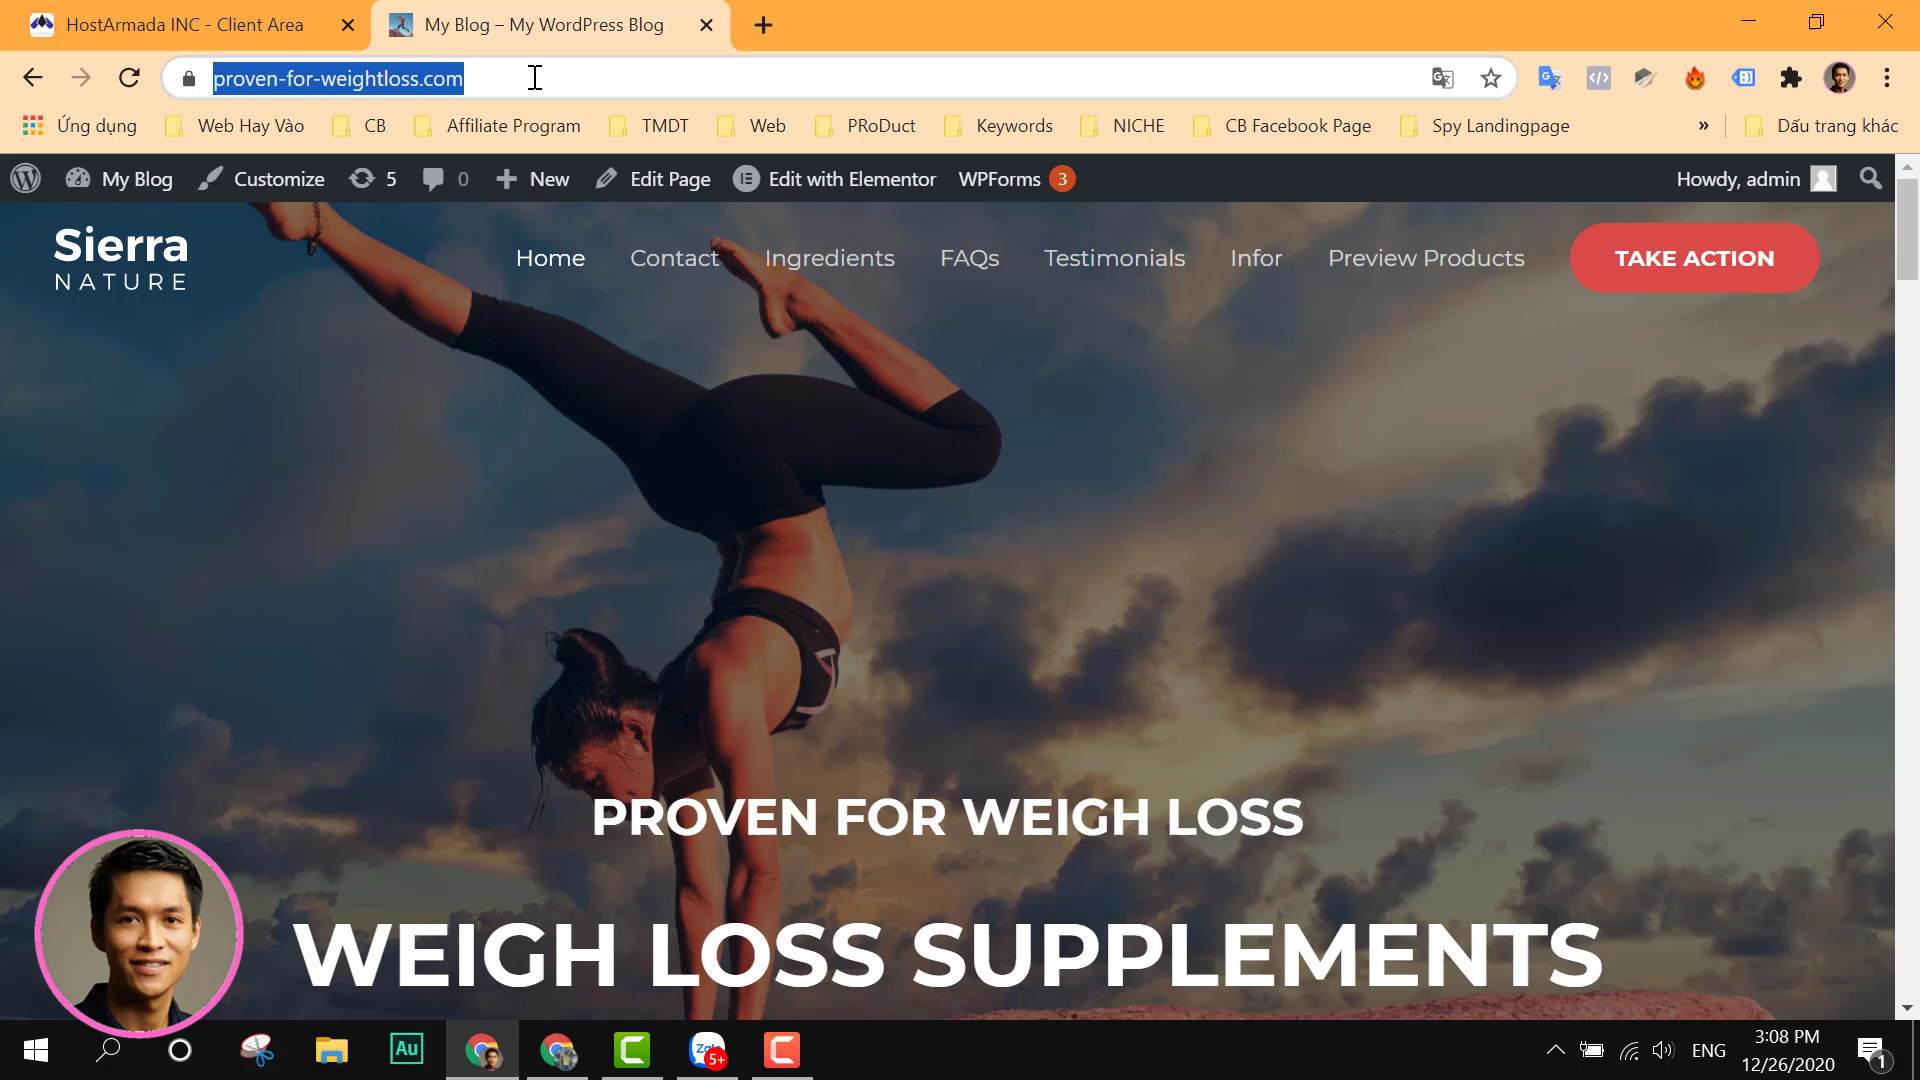 HostArmada INC - Client Area
My Blog – My WordPress Blog
proven-for-weightloss.com
Ứng dụng
Web Hay Vào
CB
Affiliate Program
TMDT
Web
PRoDuct
Keywords
NICHE
CB Facebook Page
Spy Landingpage
»
Dấu trang khác
My Blog
Customize
5
0
New
Edit Page
Edit with Elementor
WPForms 3
Howdy, admin
Sierra
NATURE
Home
Contact
Ingredients
FAQs
Testimonials
Infor
Preview Products
TAKE ACTION
PROVEN FOR WEIGH LOSS
WEIGH LOSS SUPPLEMENTS
Au
5+
ENG
3:08 PM
12/26/2020
1